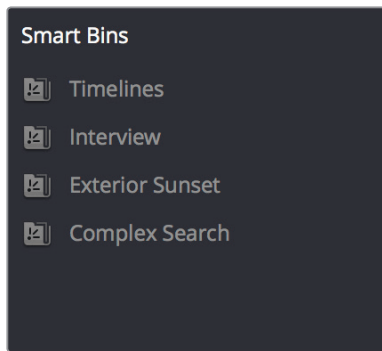 Smart Bins
Timelines
Interview
Exterior Sunset
Complex Search